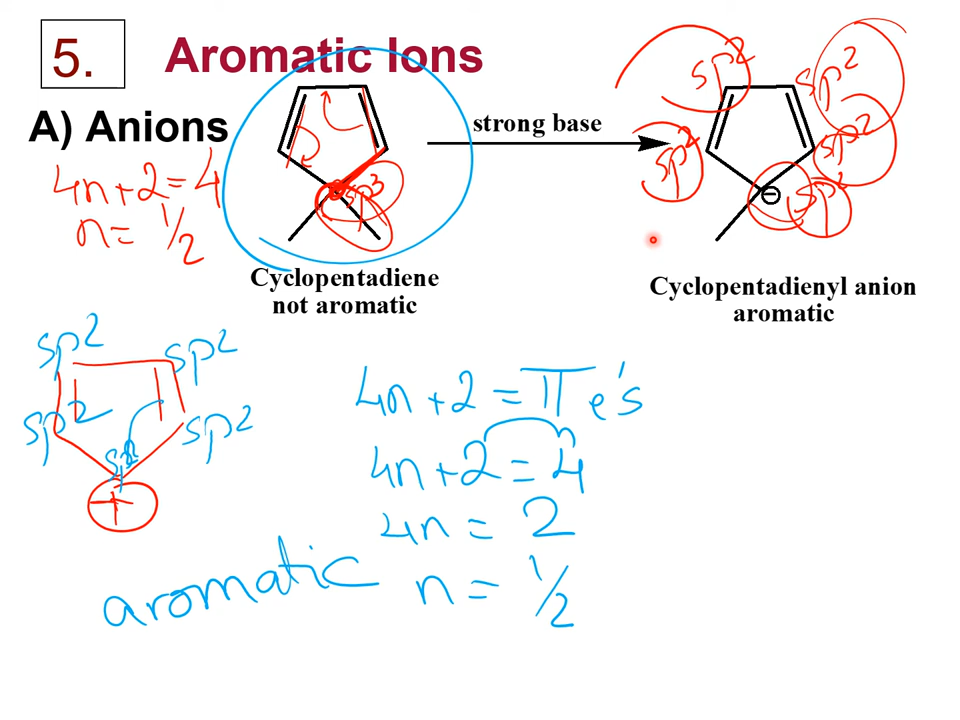 5.
Aromatic Ions
A) Anions
4n+2=4
n= 1/2
sp3
Cyclopentadiene
not aromatic
strong base
sp2 sp2
sp2 sp2
sp2
⊖
Cyclopentadienyl anion
aromatic
sp2 sp2
sp2 sp2
sp2
+
4n+2=π e's
4n+2=4
4n=2
n= 1/2
aromatic